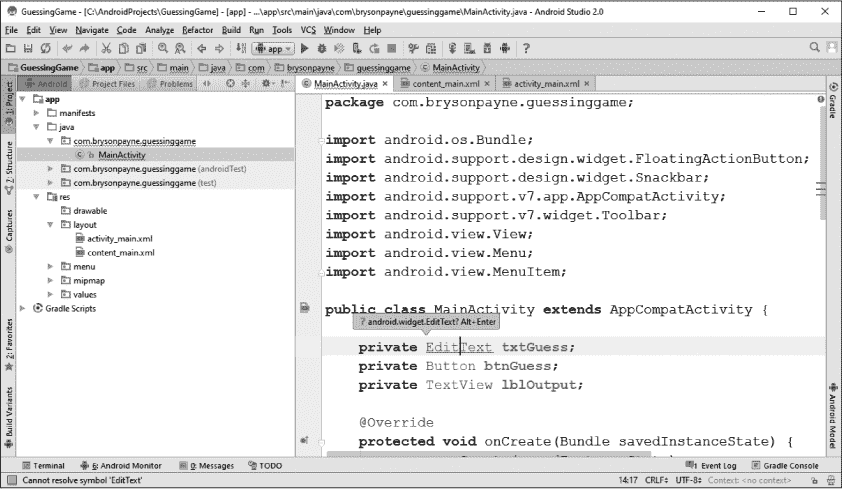 GuessingGame - [C:\AndroidProjects\GuessingGame] - [app] - ...\app\src\main\java\com\brysonpayne\guessinggame\MainActivity.java - Android Studio 2.0
File Edit View Navigate Code Analyze Refactor Build Run Tools VCS Window Help
app
GuessingGame app src main java com brysonpayne guessinggame MainActivity
Android Project Files Problems
MainActivity.java content_main.xml activity_main.xml
1: Project
7: Structure
Captures
2: Favorites
Build Variants
app
manifests
java
com.brysonpayne.guessinggame
MainActivity
com.brysonpayne.guessinggame (androidTest)
com.brysonpayne.guessinggame (test)
res
drawable
layout
activity_main.xml
content_main.xml
menu
mipmap
values
Gradle Scripts
package com.brysonpayne.guessinggame;
import android.os.Bundle;
import android.support.design.widget.FloatingActionButton;
import android.support.design.widget.Snackbar;
import android.support.v7.app.AppCompatActivity;
import android.support.v7.widget.Toolbar;
import android.view.View;
import android.view.Menu;
import android.view.MenuItem;
public class MainActivity extends AppCompatActivity {
? android.widget.EditText? Alt+Enter
private EditText txtGuess;
private Button btnGuess;
private TextView lblOutput;
@Override
protected void onCreate(Bundle savedInstanceState) {
Gradle
Android Model
Terminal 6: Android Monitor 0: Messages TODO 1 Event Log Gradle Console
Cannot resolve symbol 'EditText' 14:17 CRLF UTF-8 Context: <no context>